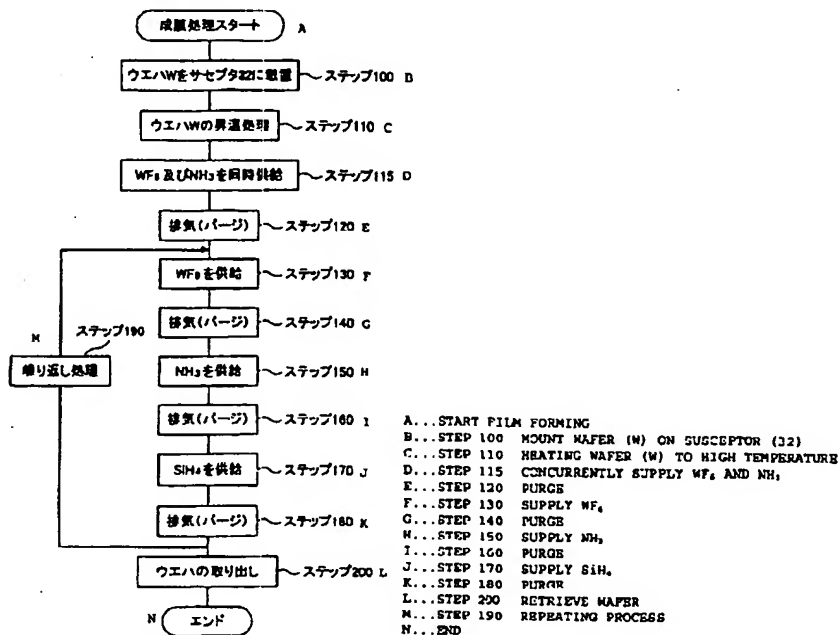 成膜処理スタート A
ウエハWをサセプタ32に載置 ステップ100 B
ウエハWの昇温処理 ステップ110 C
WF6 及びNH3を同時供給 ステップ115 D
排気(パージ) ステップ120 E
WF6を供給 ステップ130 F
排気(パージ) ステップ140 G
M ステップ190
繰り返し処理
NH3を供給 ステップ150 H
排気(パージ) ステップ160 I
SiH4を供給 ステップ170 J
排気(パージ) ステップ180 K
ウエハの取り出し ステップ200 L
N エンド
A...START FILM FORMING
B...STEP 100 MOUNT WAFER (W) ON SUSCEPTOR (32)
C...STEP 110 HEATING WAFER (W) TO HIGH TEMPERATURE
D...STEP 115 CONCURRENTLY SUPPLY WF6 AND NH3
E...STEP 120 PURGE
F...STEP 130 SUPPLY WF6
G...STEP 140 PURGE
H...STEP 150 SUPPLY NH3
I...STEP 160 PURGE
J...STEP 170 SUPPLY SiH4
K...STEP 180 PURGE
L...STEP 200 RETRIEVE WAFER
M...STEP 190 REPEATING PROCESS
N...END